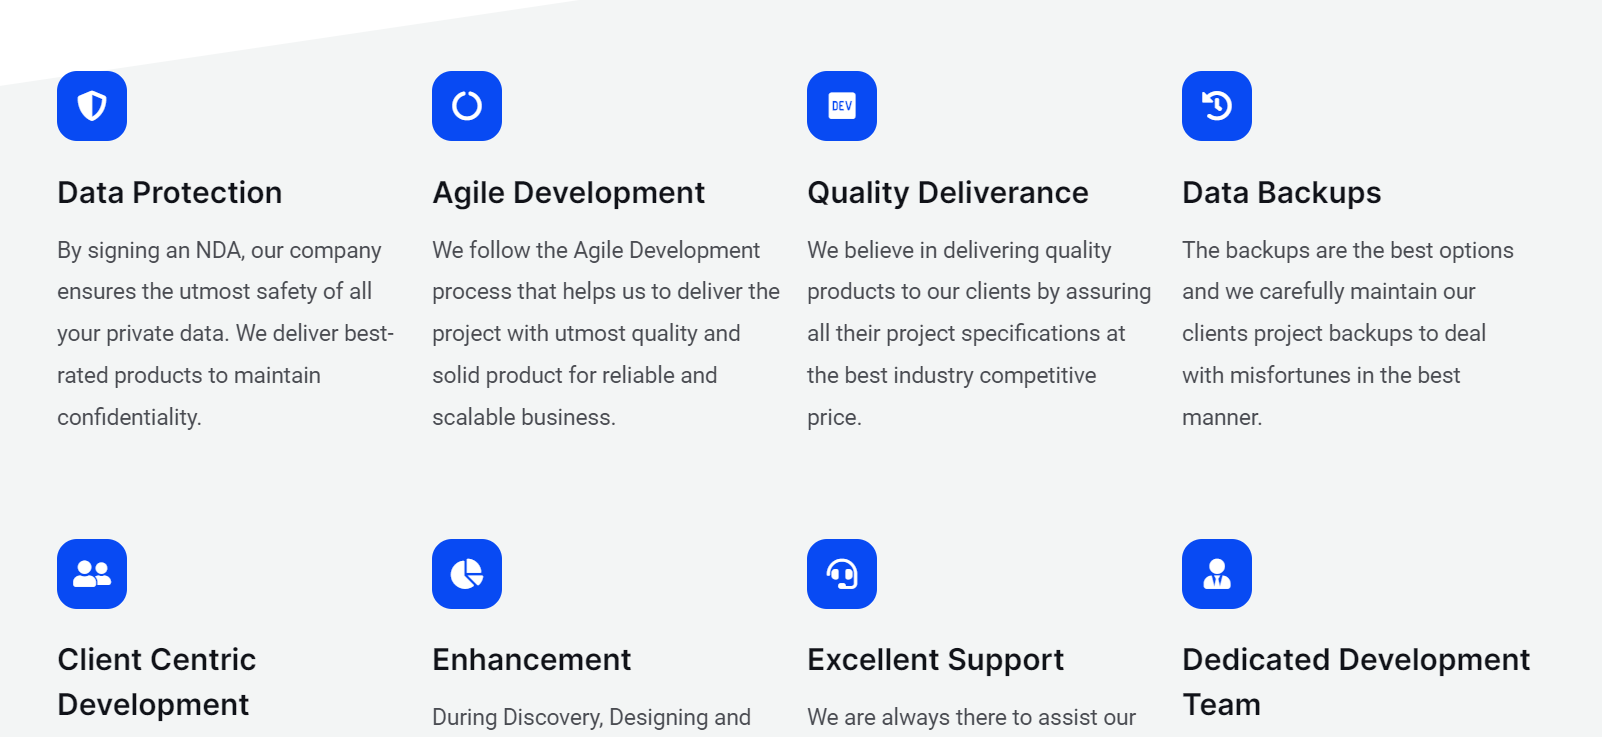 DEV
Data Protection
By signing an NDA, our company
ensures the utmost safety of all
your private data. We deliver best-
rated products to maintain
confidentiality.
Agile Development
We follow the Agile Development
process that helps us to deliver the
project with utmost quality and
solid product for reliable and
scalable business.
Quality Deliverance
We believe in delivering quality
products to our clients by assuring
all their project specifications at
the best industry competitive
price.
Data Backups
The backups are the best options
and we carefully maintain our
clients project backups to deal
with misfortunes in the best
manner.
Client Centric
Development
Enhancement
During Discovery, Designing and
Excellent Support
We are always there to assist our
Dedicated Development
Team